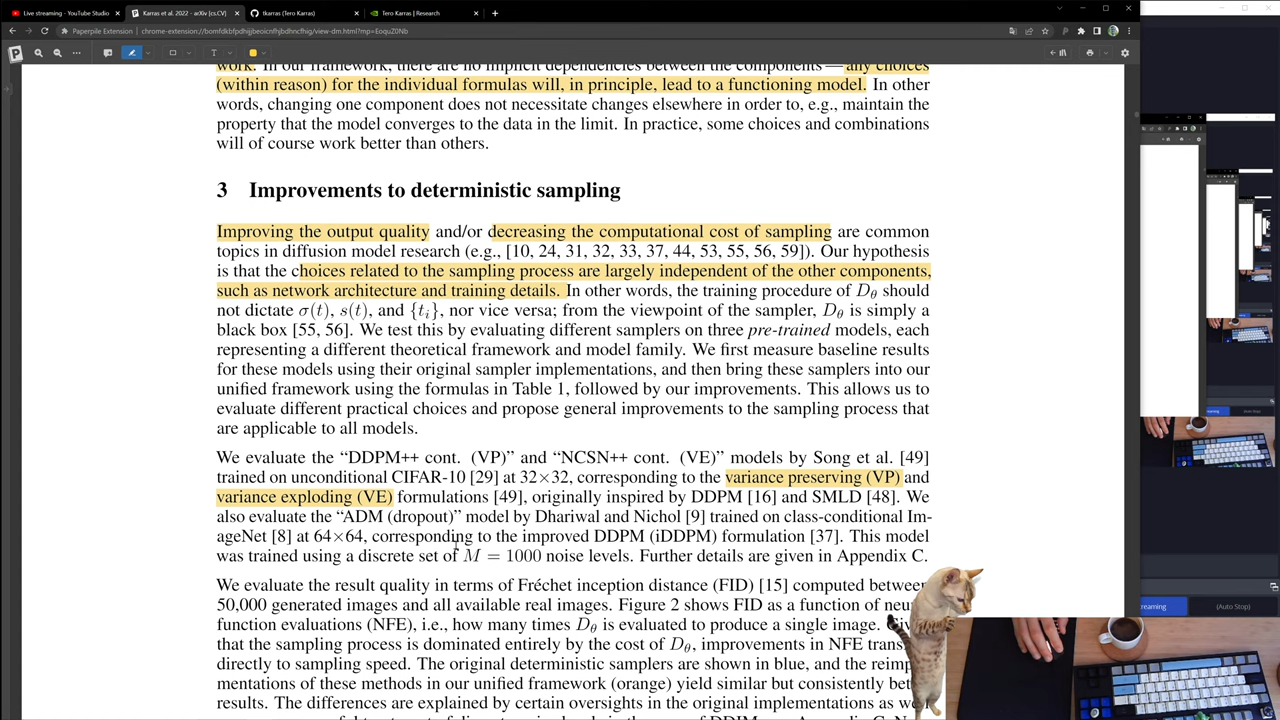 Live streaming - YouTube Studio
Karras et al. 2022 - arXiv [cs.CV]
tkarras (Tero Karras)
Tero Karras | Research
Paperpile Extension
chrome-extension://bomfdkbfpdhijjbeoicnfhjbdhncfhig/view-dm.html?mp=EoquZ0Nb
work. In our framework there are no implicit dependencies between the components — any choices
(within reason) for the individual formulas will, in principle, lead to a functioning model. In other
words, changing one component does not necessitate changes elsewhere in order to, e.g., maintain the
property that the model converges to the data in the limit. In practice, some choices and combinations
will of course work better than others.
3 Improvements to deterministic sampling
Improving the output quality and/or decreasing the computational cost of sampling are common
topics in diffusion model research (e.g., [10, 24, 31, 32, 33, 37, 44, 53, 55, 56, 59]). Our hypothesis
is that the choices related to the sampling process are largely independent of the other components,
such as network architecture and training details. In other words, the training procedure of Dθ should
not dictate σ(t), s(t), and {ti}, nor vice versa; from the viewpoint of the sampler, Dθ is simply a
black box [55, 56]. We test this by evaluating different samplers on three pre-trained models, each
representing a different theoretical framework and model family. We first measure baseline results
for these models using their original sampler implementations, and then bring these samplers into our
unified framework using the formulas in Table 1, followed by our improvements. This allows us to
evaluate different practical choices and propose general improvements to the sampling process that
are applicable to all models.
We evaluate the “DDPM++ cont. (VP)” and “NCSN++ cont. (VE)” models by Song et al. [49]
trained on unconditional CIFAR-10 [29] at 32×32, corresponding to the variance preserving (VP) and
variance exploding (VE) formulations [49], originally inspired by DDPM [16] and SMLD [48]. We
also evaluate the “ADM (dropout)” model by Dhariwal and Nichol [9] trained on class-conditional Im-
ageNet [8] at 64×64, corresponding to the improved DDPM (iDDPM) formulation [37]. This model
was trained using a discrete set of M = 1000 noise levels. Further details are given in Appendix C.
We evaluate the result quality in terms of Fréchet inception distance (FID) [15] computed between
50,000 generated images and all available real images. Figure 2 shows FID as a function of neu
function evaluations (NFE), i.e., how many times Dθ is evaluated to produce a single image. Gi
that the sampling process is dominated entirely by the cost of Dθ, improvements in NFE trans
directly to sampling speed. The original deterministic samplers are shown in blue, and the reimp
mentations of these methods in our unified framework (orange) yield similar but consistently be
results. The differences are explained by certain oversights in the original implementations as we
(Auto Stop)